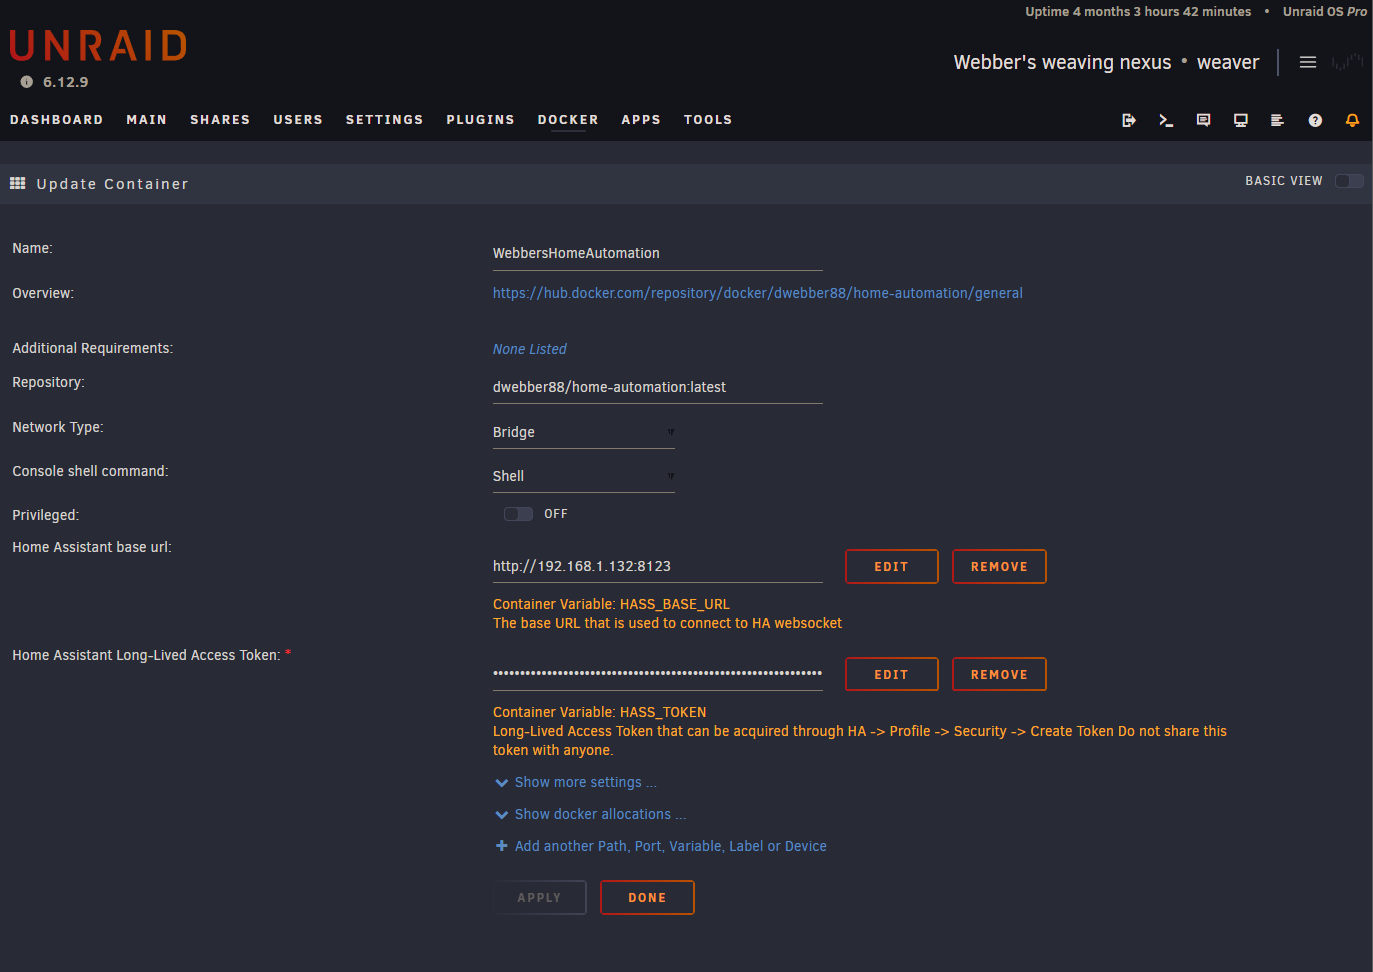 Uptime 4 months 3 hours 42 minutes • Unraid OS Pro
UNRAID
6.12.9
Webber's weaving nexus • weaver
DASHBOARD MAIN SHARES USERS SETTINGS PLUGINS DOCKER APPS TOOLS
Update Container
BASIC VIEW
Name:
WebbersHomeAutomation
Overview:
https://hub.docker.com/repository/docker/dwebber88/home-automation/general
Additional Requirements:
None Listed
Repository:
dwebber88/home-automation:latest
Network Type:
Bridge
Console shell command:
Shell
Privileged:
OFF
Home Assistant base url:
http://192.168.1.132:8123
EDIT REMOVE
Container Variable: HASS_BASE_URL
The base URL that is used to connect to HA websocket
Home Assistant Long-Lived Access Token: *
EDIT REMOVE
Container Variable: HASS_TOKEN
Long-Lived Access Token that can be acquired through HA -> Profile -> Security -> Create Token Do not share this
token with anyone.
Show more settings ...
Show docker allocations ...
Add another Path, Port, Variable, Label or Device
APPLY DONE